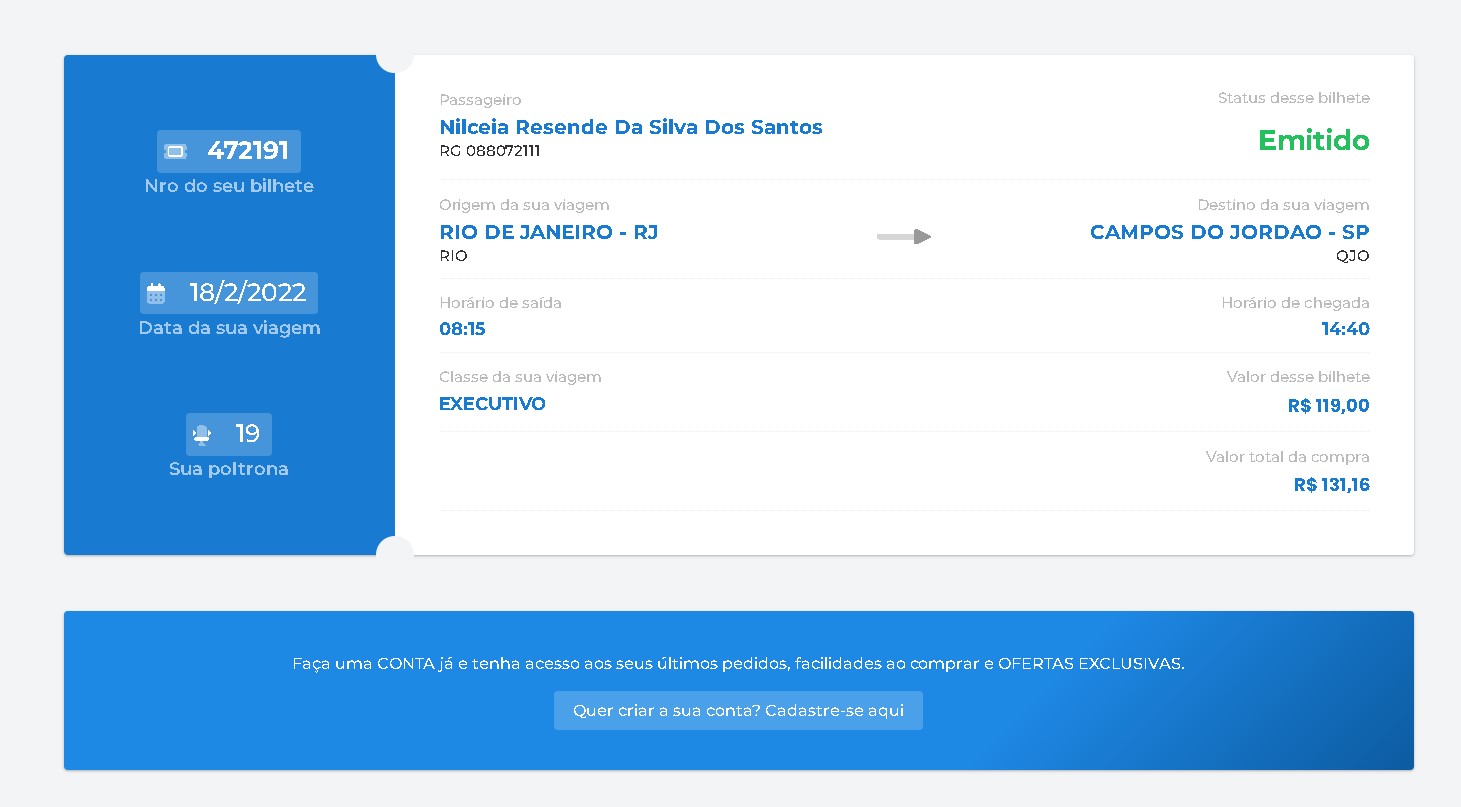 472191
Nro do seu bilhete
18/2/2022
Data da sua viagem
19
Sua poltrona
Passageiro
Nilceia Resende Da Silva Dos Santos
RG 088072111
Status desse bilhete
Emitido
Origem da sua viagem
RIO DE JANEIRO - RJ
RIO
Destino da sua viagem
CAMPOS DO JORDAO - SP
QJO
Horário de saída
08:15
Horário de chegada
14:40
Classe da sua viagem
EXECUTIVO
Valor desse bilhete
R$ 119,00
Valor total da compra
R$ 131,16
Faça uma CONTA já e tenha acesso aos seus últimos pedidos, facilidades ao comprar e OFERTAS EXCLUSIVAS.
Quer criar a sua conta? Cadastre-se aqui